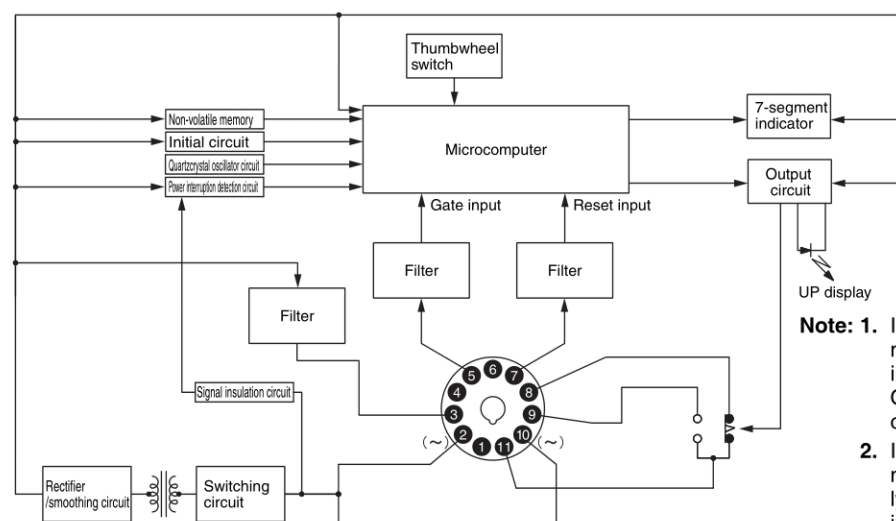 Thumbwheel
switch
Non-volatile memory
Initial circuit
Quartzcrystal oscillator circuit
Power interruption detection circuit
Microcomputer
7-segment
indicator
Output
circuit
Gate input
Reset input
Filter
Filter
Filter
UP display
Note: 1. I
r
i
C
c
2. I
r
l
i
Signal insulation circuit
5 6 7
4 8
3 9
(~) 2 10 (~)
1 11
Rectifier
/smoothing circuit
Switching
circuit